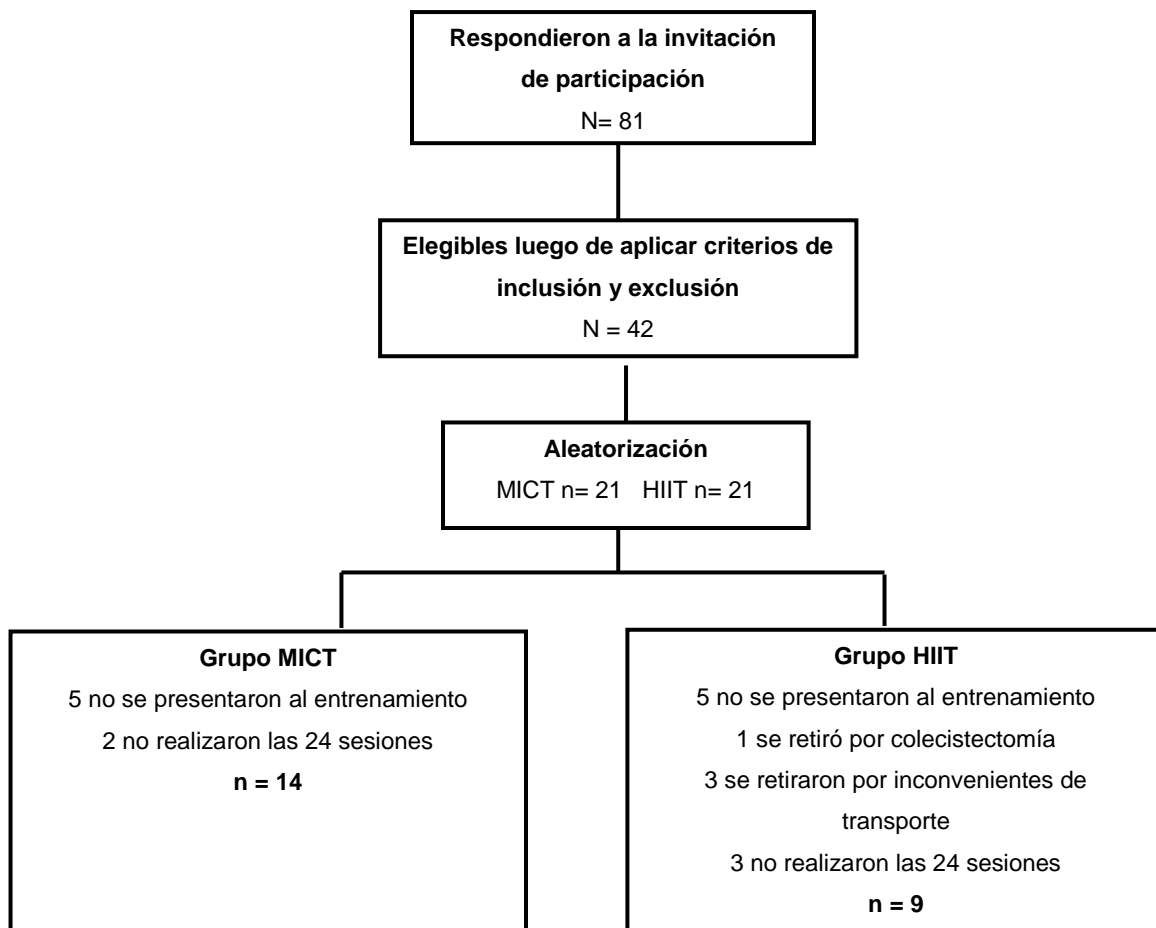 Respondieron a la invitación
de participación
N= 81
Elegibles luego de aplicar criterios de
inclusión y exclusión
N = 42
Aleatorización
MICT n= 21   HIIT n= 21
Grupo MICT
5 no se presentaron al entrenamiento
2 no realizaron las 24 sesiones
n = 14
Grupo HIIT
5 no se presentaron al entrenamiento
1 se retiró por colecistectomía
3 se retiraron por inconvenientes de
transporte
3 no realizaron las 24 sesiones
n = 9